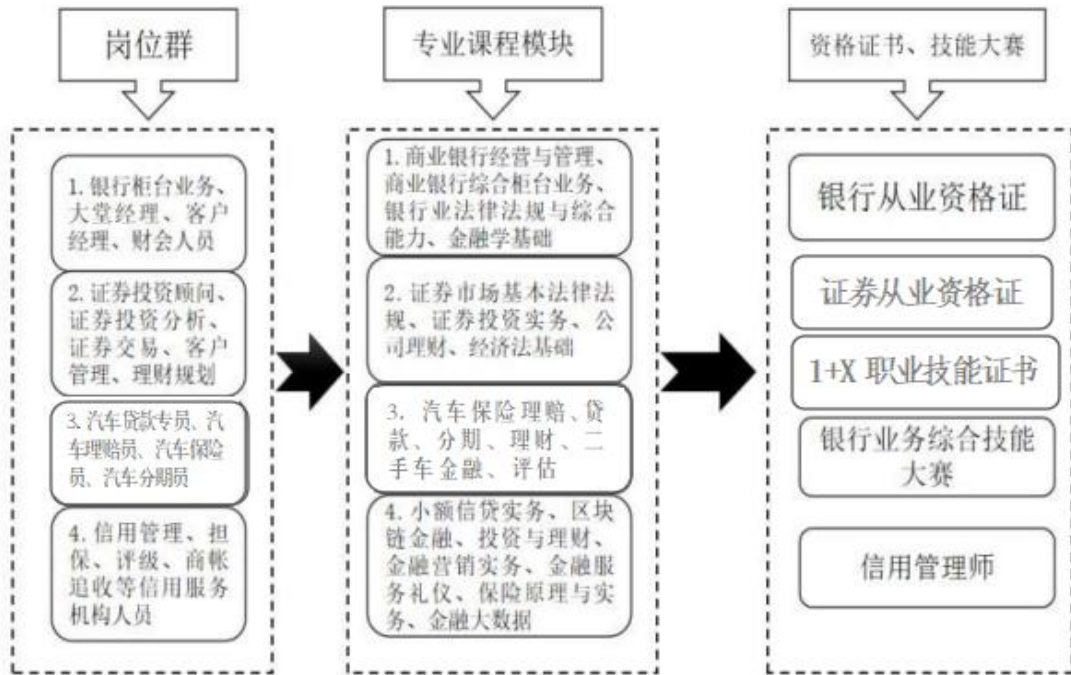 岗位群
1.银行柜台业务、
大堂经理、客户
经理、财会人员
2.证券投资顾问、
证券投资分析、
证券交易、客户
管理、理财规划
3.汽车贷款专员、汽
车理赔员、汽车保险
员、汽车分期员
4.信用管理、担
保、评级、商帐
追收等信用服务
机构人员
专业课程模块
1.商业银行经营与管理、
商业银行综合柜台业务、
银行业法律法规与综合
能力、金融学基础
2.证券市场基本法律法
规、证券投资实务、公
司理财、经济法基础
3. 汽车保险理赔、贷
款、分期、理财、二
手车金融、评估
4.小额信贷实务、区块
链金融、投资与理财、
金融营销实务、金融服
务礼仪、保险原理与实
务、金融大数据
资格证书、技能大赛
银行从业资格证
证券从业资格证
1+X 职业技能证书
银行业务综合技能
大赛
信用管理师